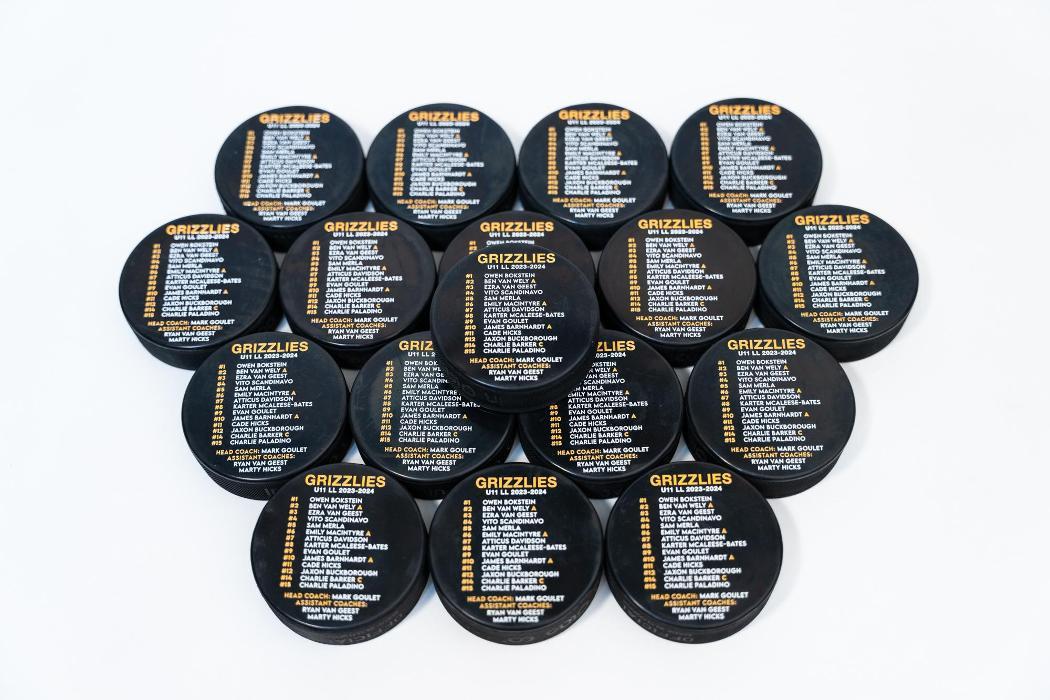 GRIZZLIES
U11 LL 2023-2024
#1 OWEN BOKSTEIN
#2 BEN VAN WELY A
#3 EZRA VAN GEEST
#4 VITO SCANDINAVO
#5 SAM MERLA
#6 EMILY MACINTYRE A
#7 ATTICUS DAVIDSON
#8 KARTER MCALEESE-BATES
#9 EVAN GOULET
#10 JAMES BARNHARDT A
#11 CADE HICKS
#12 JAXON BUCKBOROUGH
#14 CHARLIE BARKER C
#15 CHARLIE PALADINO
HEAD COACH: MARK GOULET
ASSISTANT COACHES:
RYAN VAN GEEST
MARTY HICKS